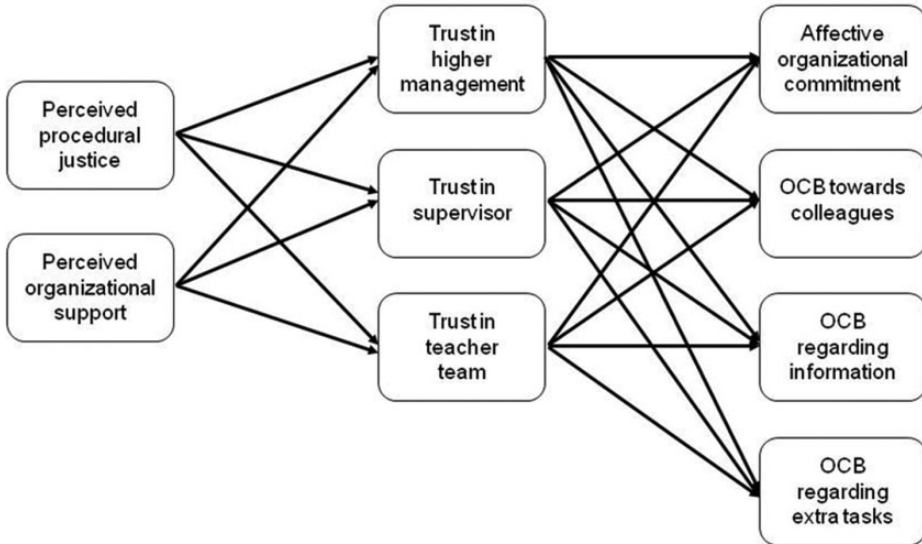 Perceived
procedural
justice
Perceived
organizational
support
Trust in
higher
management
Trust in
supervisor
Trust in
teacher
team
Affective
organizational
commitment
OCB towards
colleagues
OCB
regarding
information
OCB
regarding
extra tasks